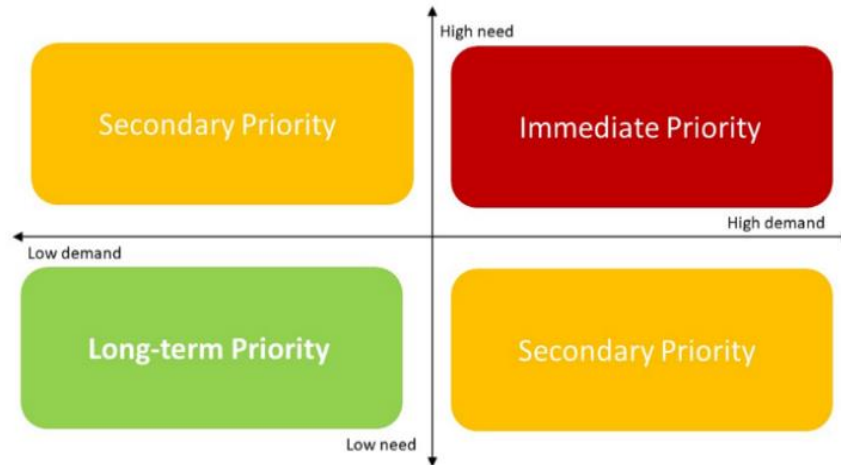 High need
Secondary Priority
Immediate Priority
High demand
Low demand
Long-term Priority
Secondary Priority
Low need